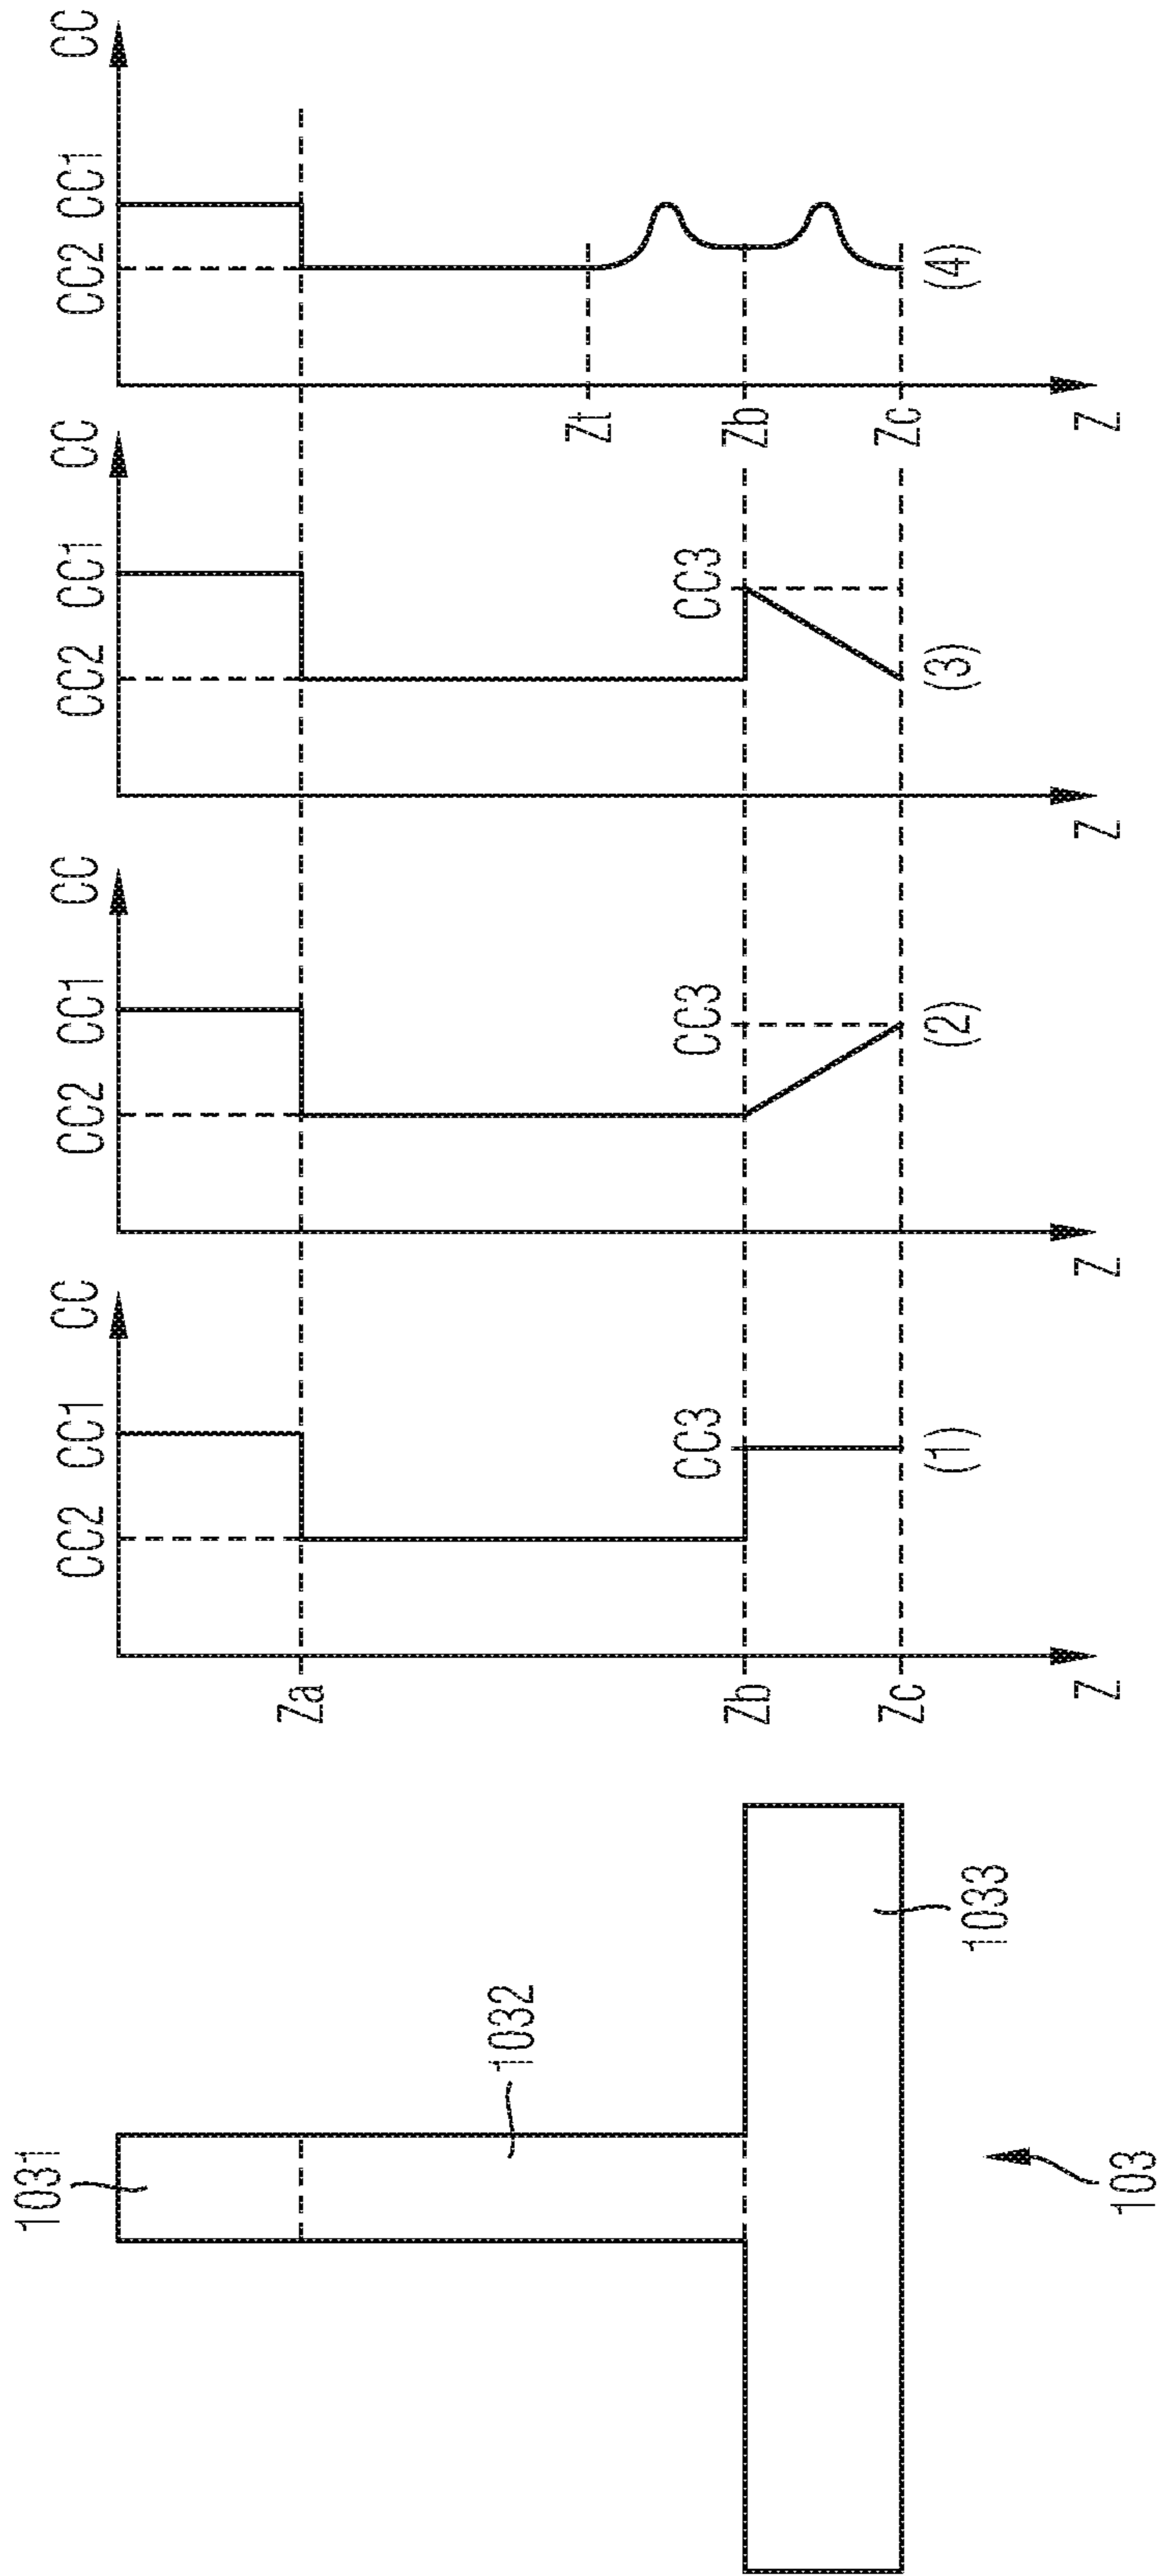 1031
1032
1033
103
CC2 CC1 CC
Za
CC3
Zb
Zc
(1)
Z
CC2 CC1 CC
CC3
(2)
Z
CC2 CC1 CC
CC3
(3)
Z
CC2 CC1 CC
Zt
Zb
Zc
(4)
Z